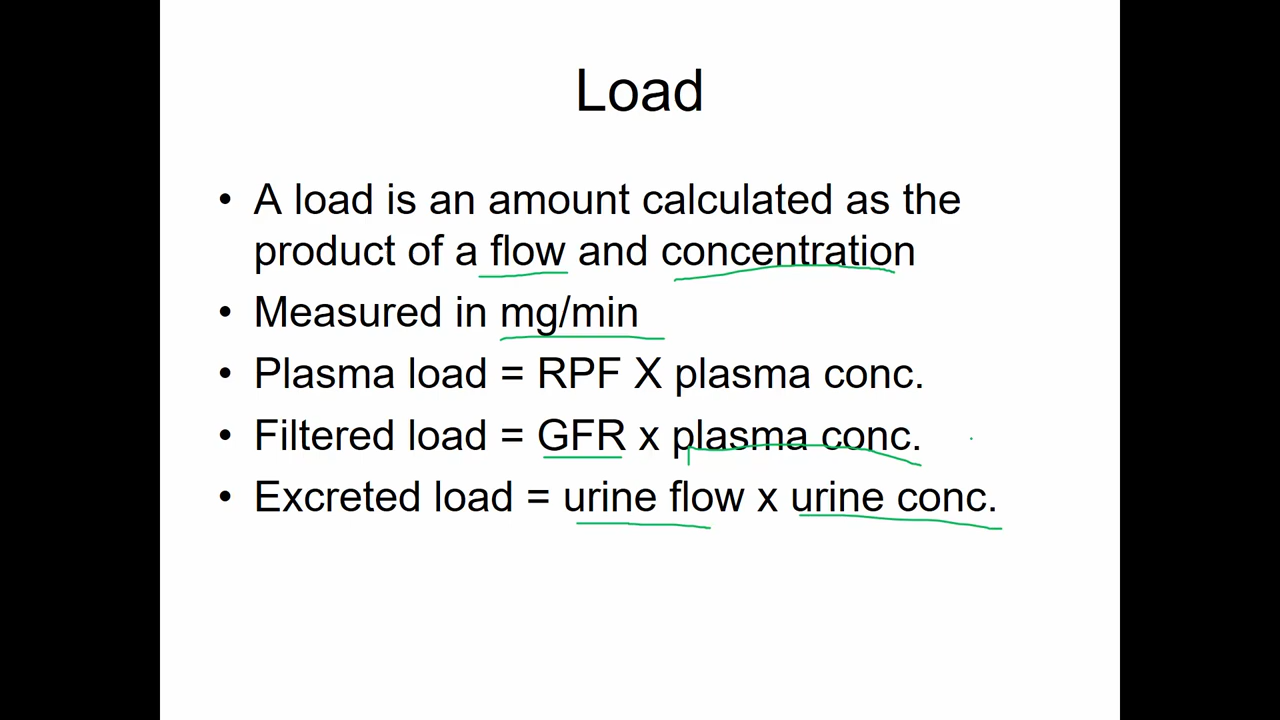 Load
• A load is an amount calculated as the
product of a flow and concentration
• Measured in mg/min
• Plasma load = RPF X plasma conc.
• Filtered load = GFR x plasma conc.
• Excreted load = urine flow x urine conc.